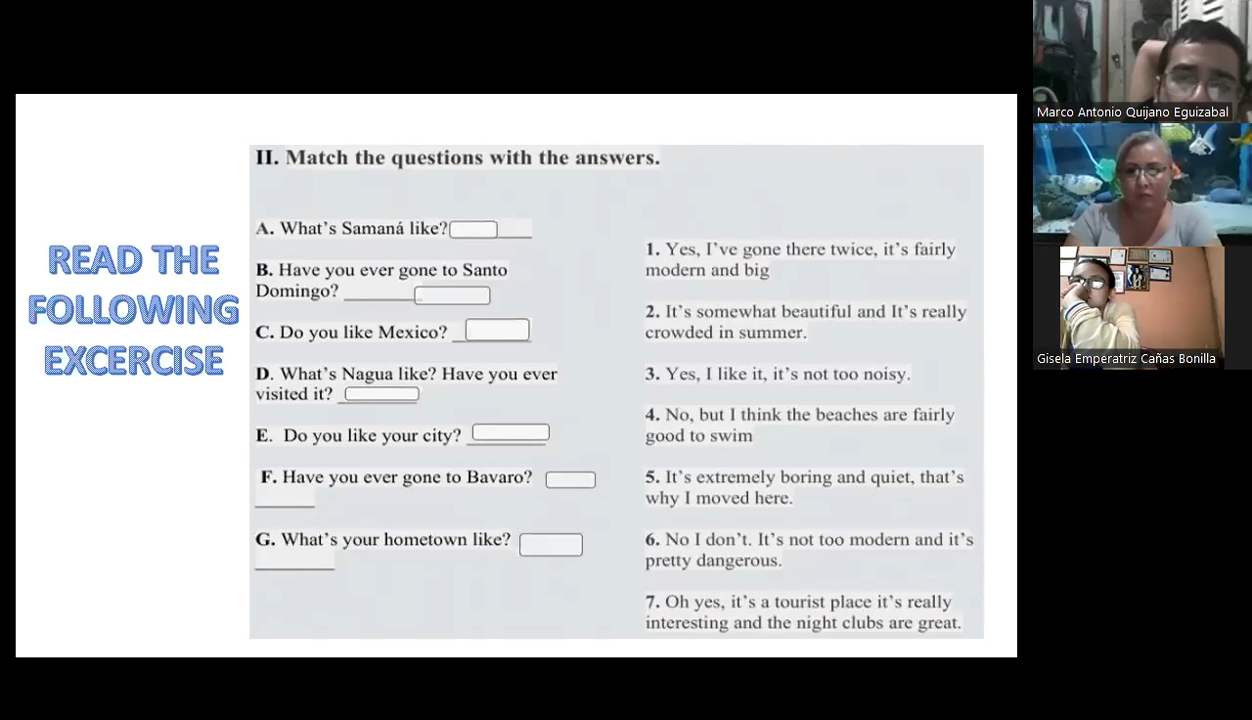 READ THE
FOLLOWING
EXCERCISE
II. Match the questions with the answers.
A. What's Samaná like?
B. Have you ever gone to Santo
Domingo?
C. Do you like Mexico?
D. What's Nagua like? Have you ever
visited it?
E. Do you like your city?
F. Have you ever gone to Bavaro?
G. What's your hometown like?
1. Yes, I've gone there twice, it's fairly
modern and big
2. It's somewhat beautiful and It's really
crowded in summer.
3. Yes, I like it, it's not too noisy.
4. No, but I think the beaches are fairly
good to swim
5. It's extremely boring and quiet, that's
why I moved here.
6. No I don't. It's not too modern and it's
pretty dangerous.
7. Oh yes, it's a tourist place it's really
interesting and the night clubs are great.
Marco Antonio Quijano Eguizabal
Gisela Emperatriz Cañas Bonilla